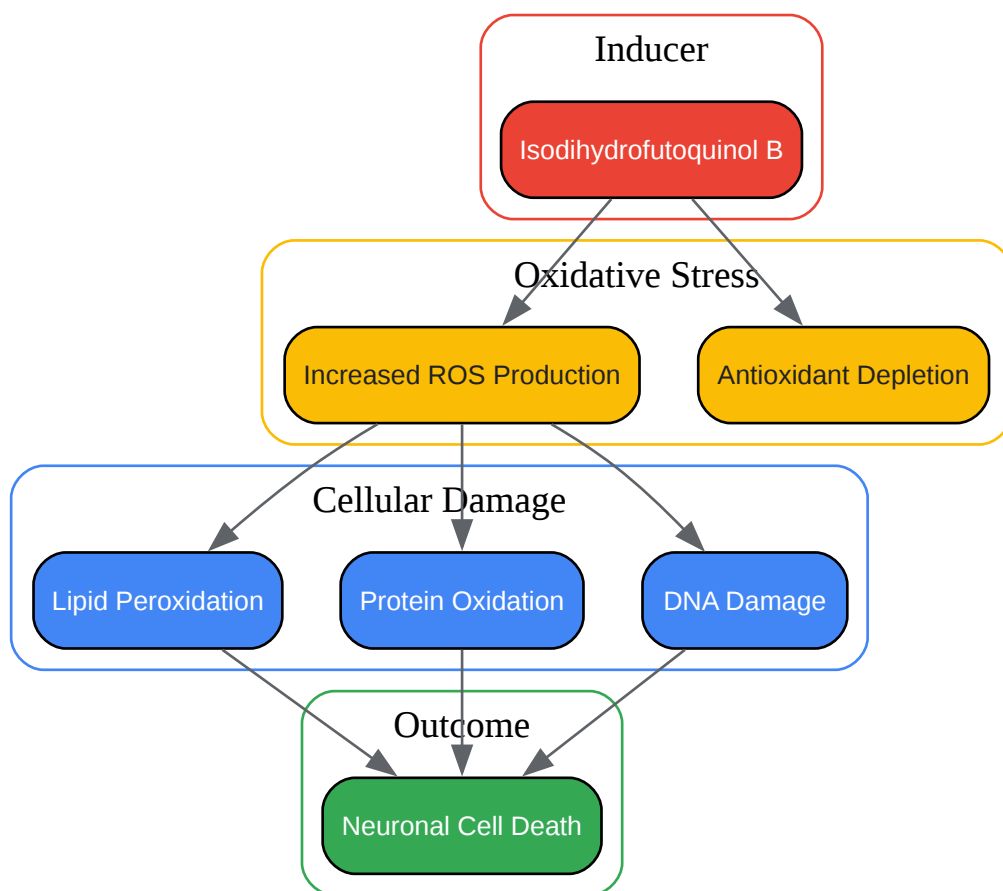 Inducer
Isodihydrofutoquinol B
Oxidative Stress
Increased ROS Production
Antioxidant Depletion
Cellular Damage
Lipid Peroxidation
Protein Oxidation
DNA Damage
Outcome
Neuronal Cell Death